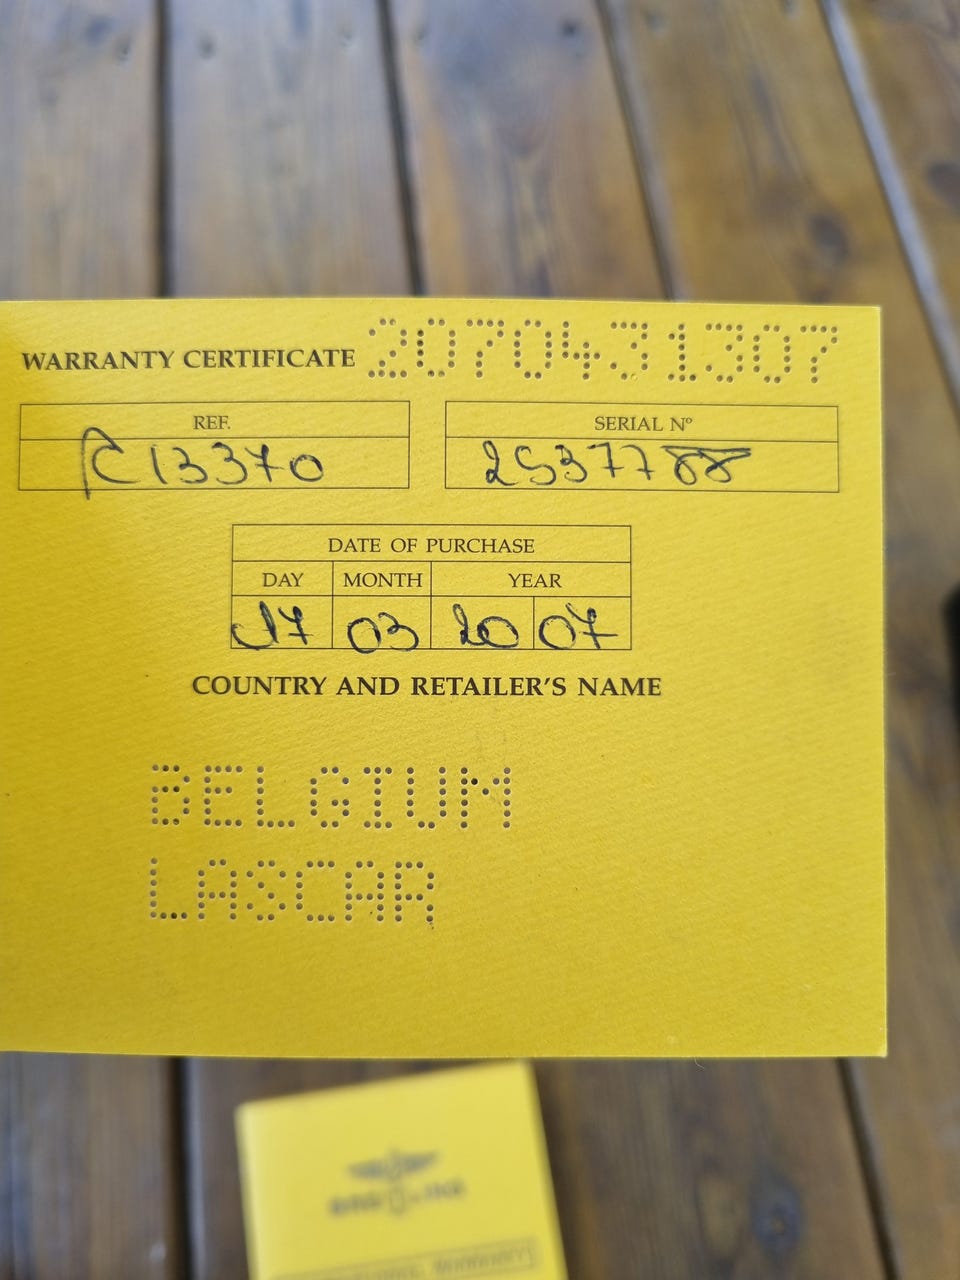 WARRANTY CERTIFICATE 2070431307
REF.
SERIAL Nº
C13370
2537788
DATE OF PURCHASE
DAY MONTH YEAR
17 03 20 07
COUNTRY AND RETAILER'S NAME
BELGIUM
LASCAR
BREITLING